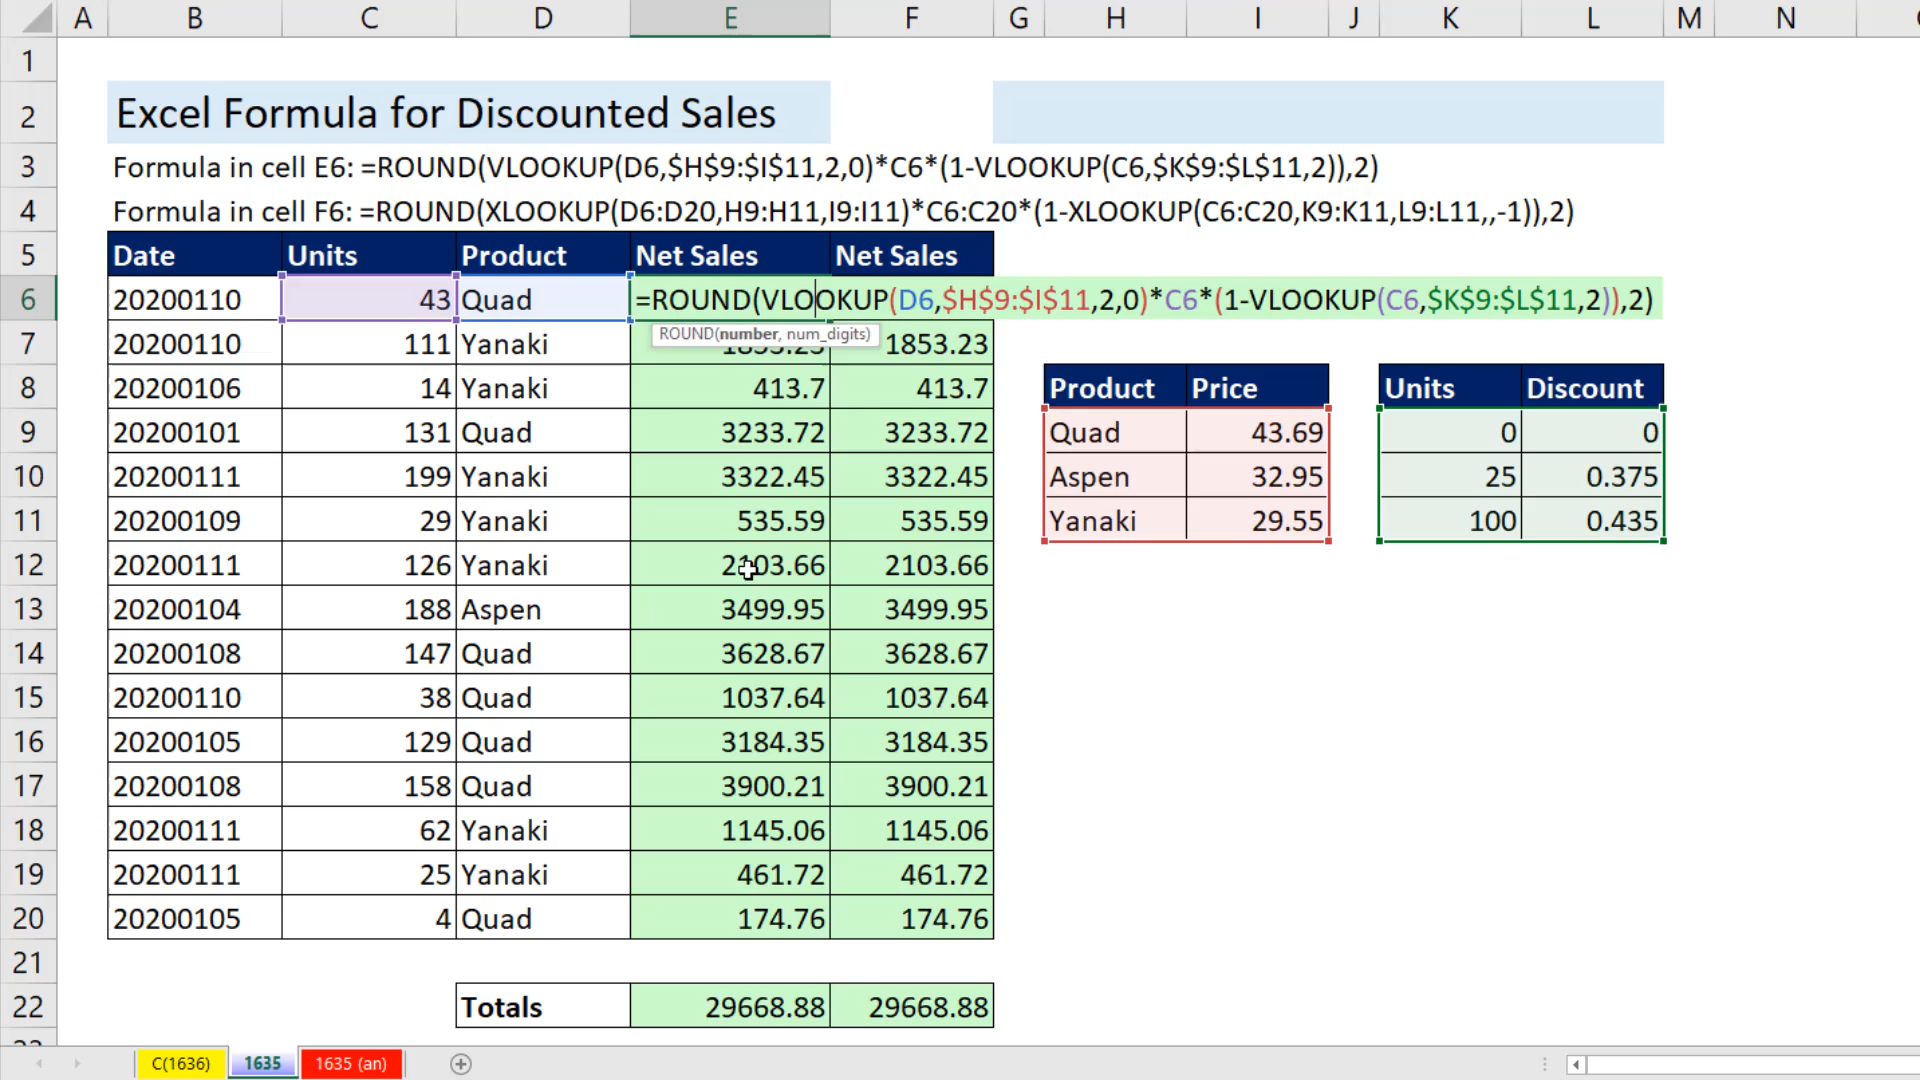 A B C D E F G H I J K L M N
1
2 Excel Formula for Discounted Sales
3 Formula in cell E6: =ROUND(VLOOKUP(D6,$H$9:$I$11,2,0)*C6*(1-VLOOKUP(C6,$K$9:$L$11,2)),2)
4 Formula in cell F6: =ROUND(XLOOKUP(D6:D20,H9:H11,I9:I11)*C6:C20*(1-XLOOKUP(C6:C20,K9:K11,L9:L11,,-1)),2)
5 Date Units Product Net Sales Net Sales
6 20200110 43 Quad =ROUND(VLOOKUP(D6,$H$9:$I$11,2,0)*C6*(1-VLOOKUP(C6,$K$9:$L$11,2)),2)
ROUND(number, num_digits)
7 20200110 111 Yanaki 1853.23 1853.23
8 20200106 14 Yanaki 413.7 413.7 Product Price Units Discount
9 20200101 131 Quad 3233.72 3233.72 Quad 43.69 0 0
10 20200111 199 Yanaki 3322.45 3322.45 Aspen 32.95 25 0.375
11 20200109 29 Yanaki 535.59 535.59 Yanaki 29.55 100 0.435
12 20200111 126 Yanaki 2103.66 2103.66
13 20200104 188 Aspen 3499.95 3499.95
14 20200108 147 Quad 3628.67 3628.67
15 20200110 38 Quad 1037.64 1037.64
16 20200105 129 Quad 3184.35 3184.35
17 20200108 158 Quad 3900.21 3900.21
18 20200111 62 Yanaki 1145.06 1145.06
19 20200111 25 Yanaki 461.72 461.72
20 20200105 4 Quad 174.76 174.76
21
22 Totals 29668.88 29668.88
C(1636) 1635 1635 (an)